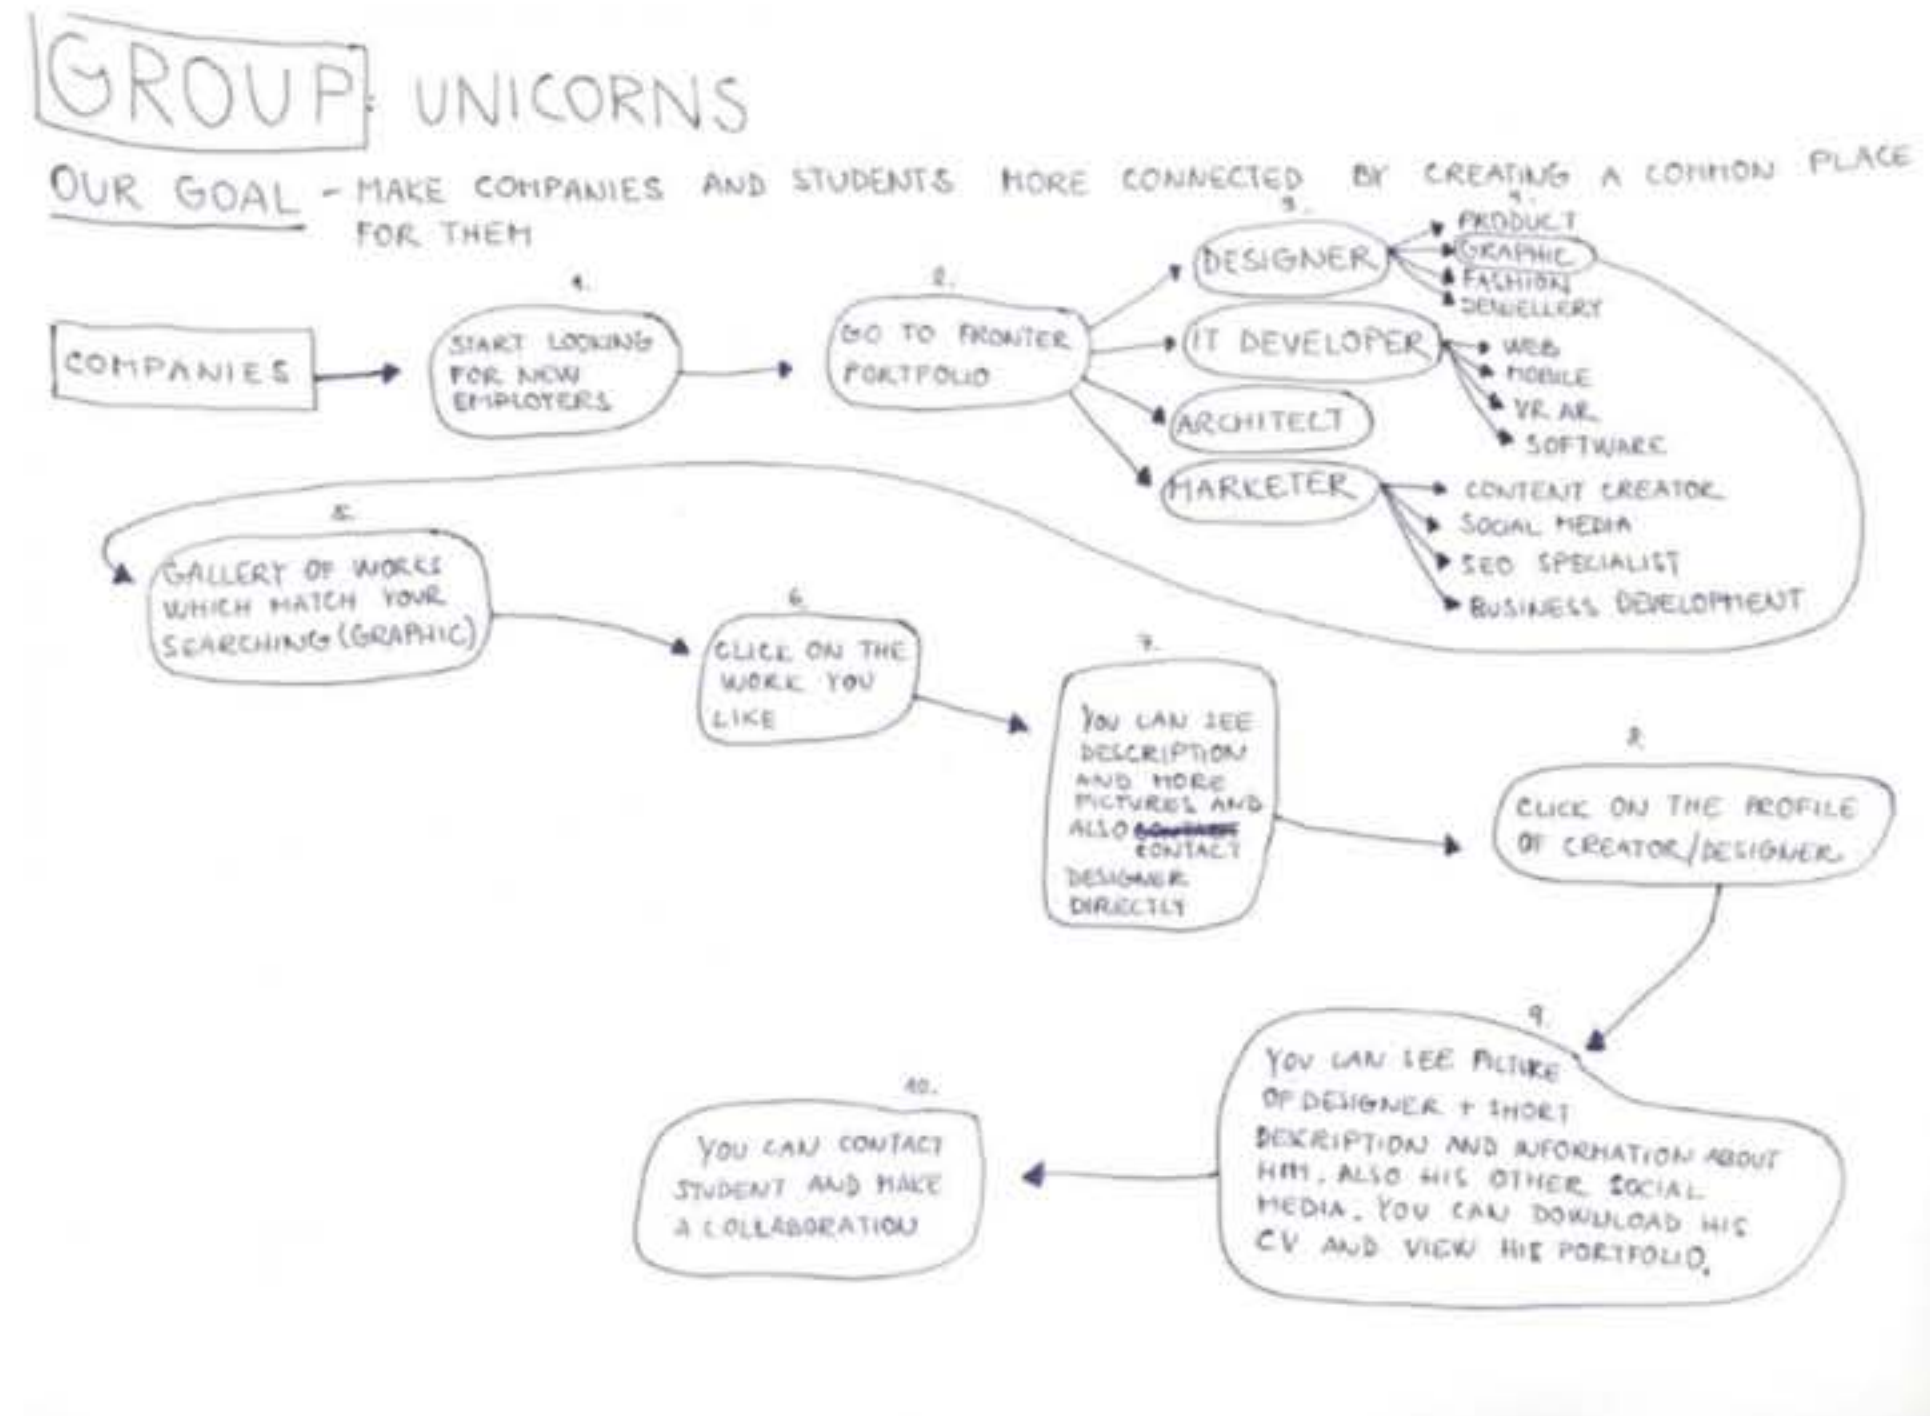 GROUP: UNICORNS
OUR GOAL - MAKE COMPANIES AND STUDENTS MORE CONNECTED BY CREATING A COMMON PLACE
FOR THEM
COMPANIES
1.
START LOOKING
FOR NEW
EMPLOYERS
2.
GO TO FRONTER
PORTFOLIO
3.
DESIGNER
4.
PRODUCT
GRAPHIC
FASHION
JEWELLERY
IT DEVELOPER
WEB
MOBILE
VR AR
SOFTWARE
ARCHITECT
MARKETER
CONTENT CREATOR
SOCIAL MEDIA
SEO SPECIALIST
BUSINESS DEVELOPMENT
5.
GALLERY OF WORKS
WHICH MATCH YOUR
SEARCHING (GRAPHIC)
6.
CLICK ON THE
WORK YOU
LIKE
7.
YOU CAN SEE
DESCRIPTION
AND MORE
PICTURES AND
ALSO
CONTACT
DESIGNER
DIRECTLY
8.
CLICK ON THE PROFILE
OF CREATOR/DESIGNER
9.
YOU CAN SEE PICTURE
OF DESIGNER + SHORT
DESCRIPTION AND INFORMATION ABOUT
HIM. ALSO HIS OTHER SOCIAL
MEDIA. YOU CAN DOWNLOAD HIS
CV AND VIEW HIS PORTFOLIO.
10.
YOU CAN CONTACT
STUDENT AND MAKE
A COLLABORATION